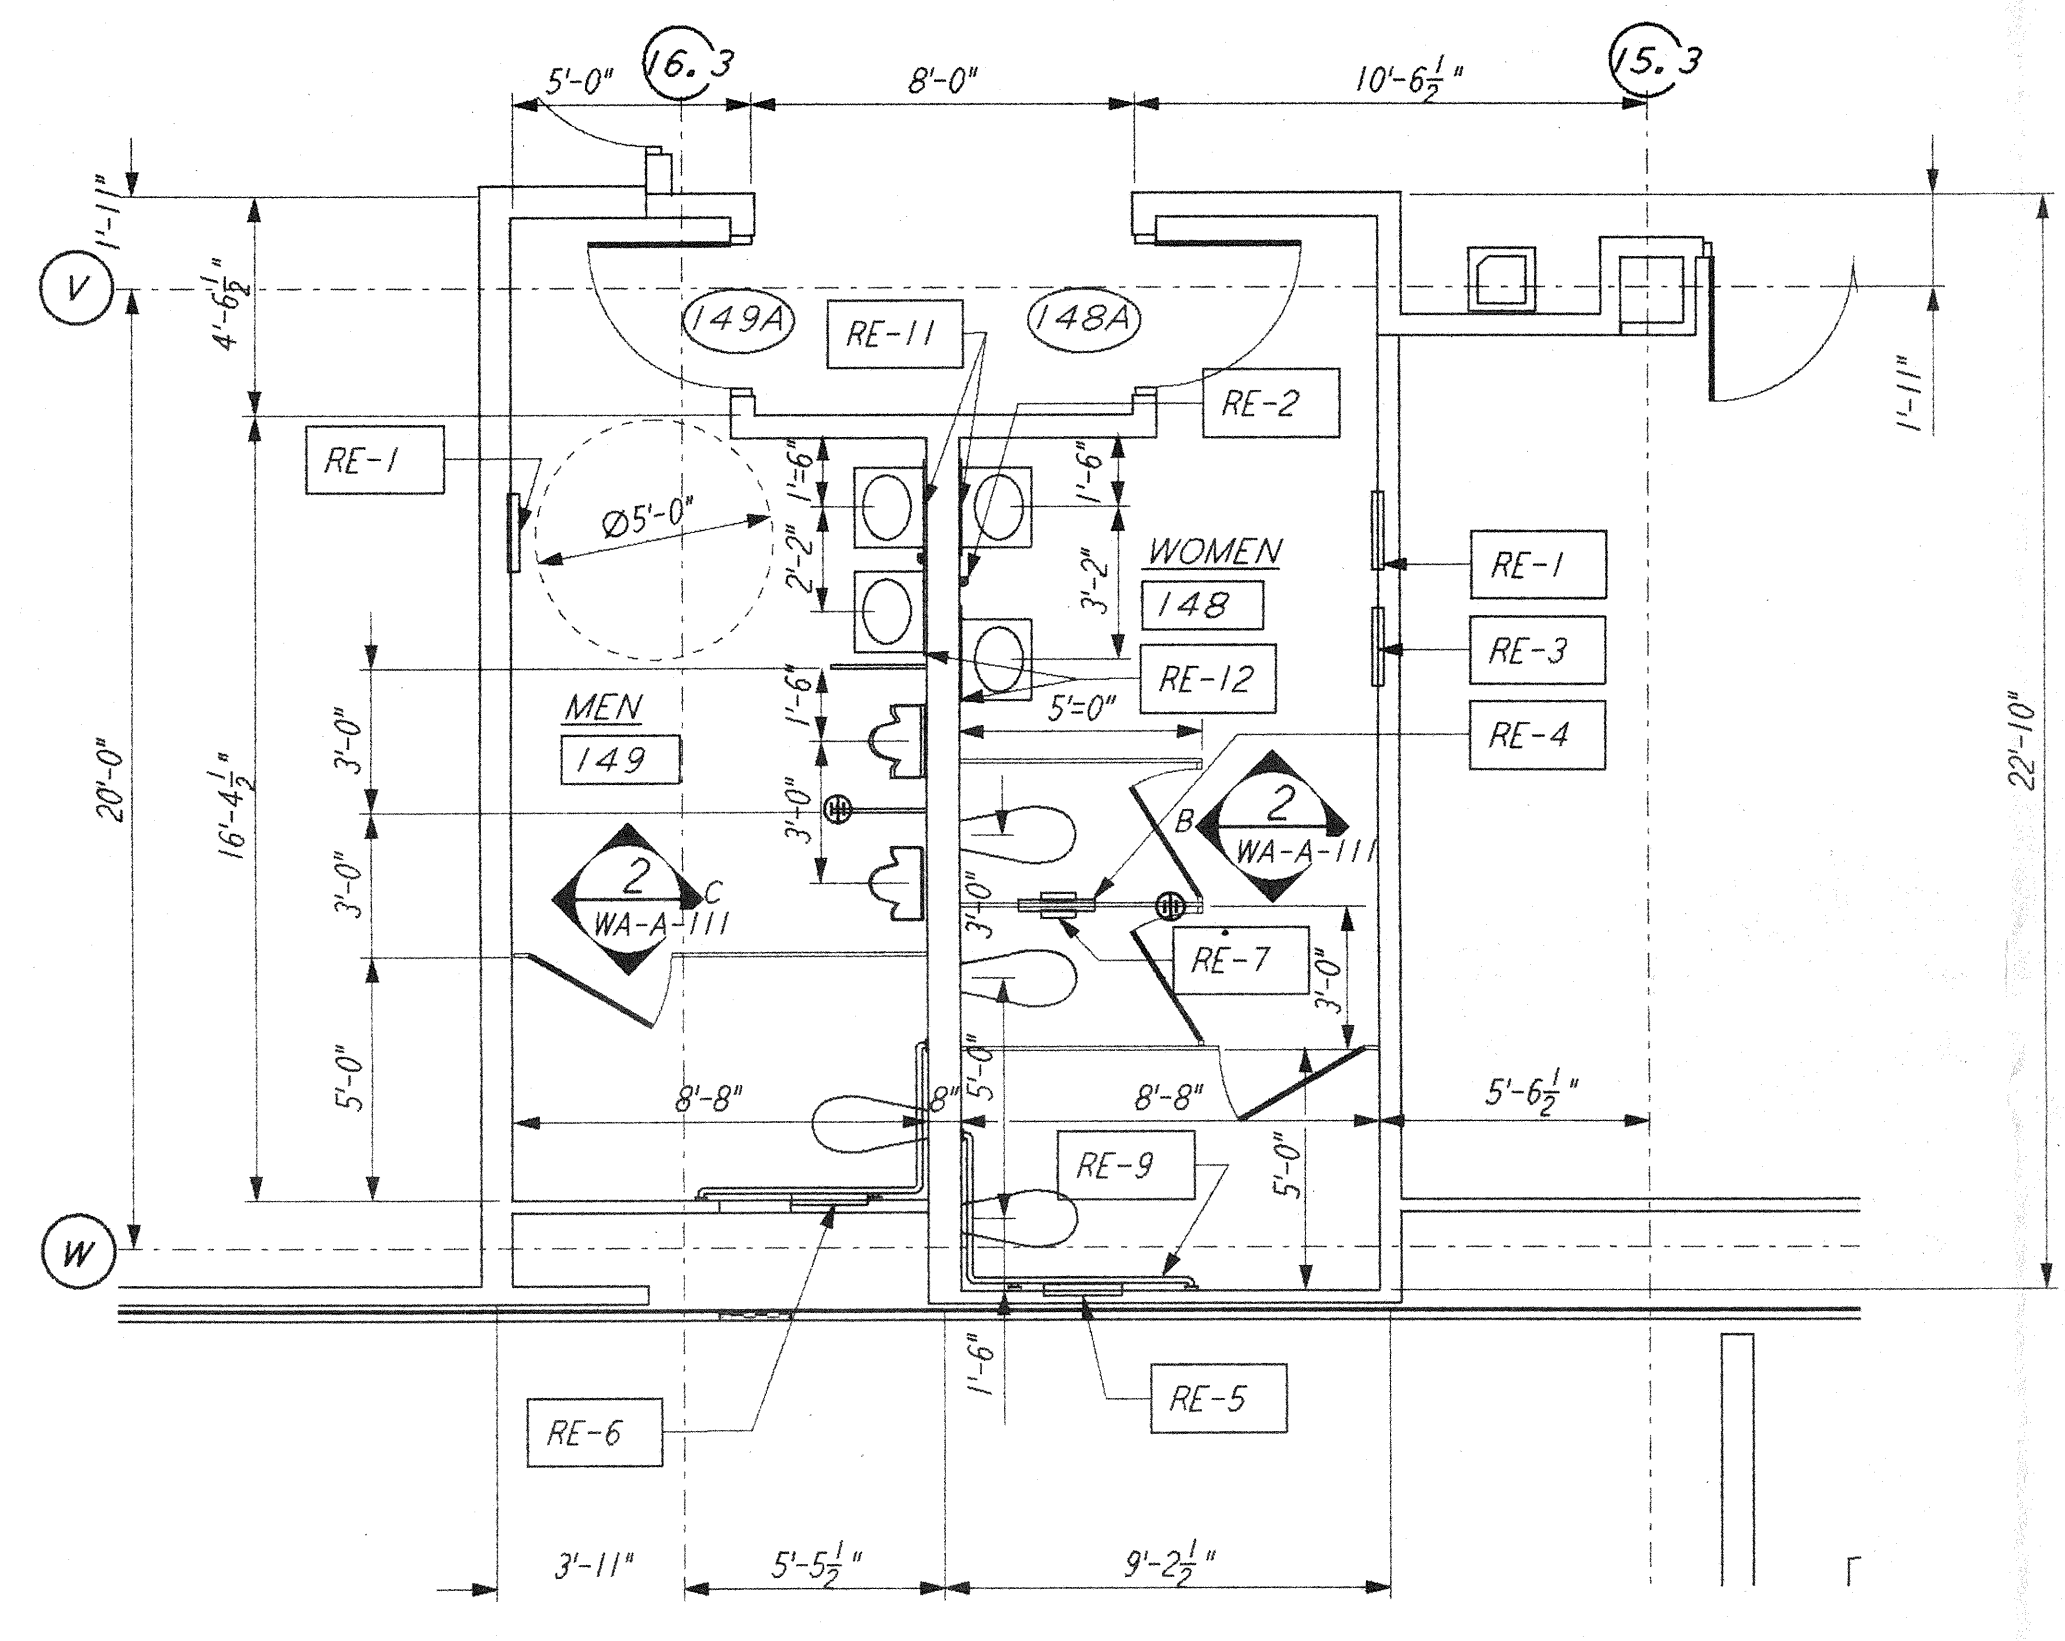 16.3
15.3
5'-0"
8'-0"
10'-6 1/2"
1'-11"
V
4'-6 1/2"
149A
RE-11
148A
RE-2
1'-11"
RE-1
1'=6"
1'-6"
Ø5'-0"
2'-2"
3'-2"
WOMEN
148
RE-1
RE-3
RE-12
1'-6"
5'=0"
MEN
149
RE-4
3'-0"
20'-0"
16'-4 1/2"
22'-10"
3'-0"
2
B
WA-A-111
2
C
WA-A-111
3'-0"
3'-0"
RE-7
3'-0"
5'-0"
5'-0"
8'-8"
8"
8'-8"
5'-6 1/2"
RE-9
5'-0"
W
1'-6"
RE-6
RE-5
3'-11"
5'-5 1/2"
9'-2 1/2"